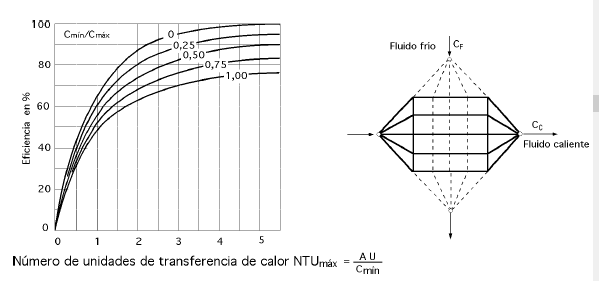 100
80
60
40
20
0
Eficiencia en %
Cmín/Cmáx
0
0,25
0,50
0,75
1,00
0 1 2 3 4 5
Número de unidades de transferencia de calor NTUmáx = A U / Cmín
Fluido frio
CF
CC
Fluido caliente